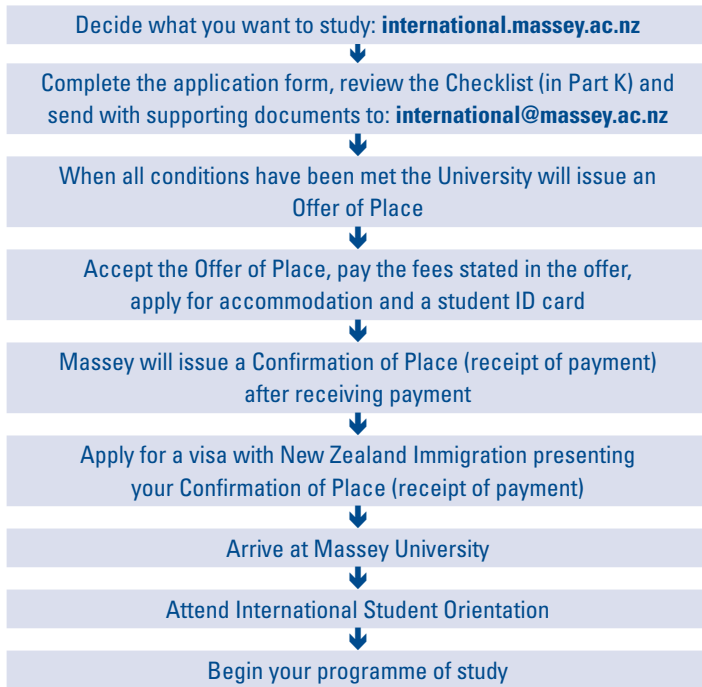 Decide what you want to study: international.massey.ac.nz
Complete the application form, review the Checklist (in Part K) and
send with supporting documents to: international@massey.ac.nz
When all conditions have been met the University will issue an
Offer of Place
Accept the Offer of Place, pay the fees stated in the offer,
apply for accommodation and a student ID card
Massey will issue a Confirmation of Place (receipt of payment)
after receiving payment
Apply for a visa with New Zealand Immigration presenting
your Confirmation of Place (receipt of payment)
Arrive at Massey University
Attend International Student Orientation
Begin your programme of study